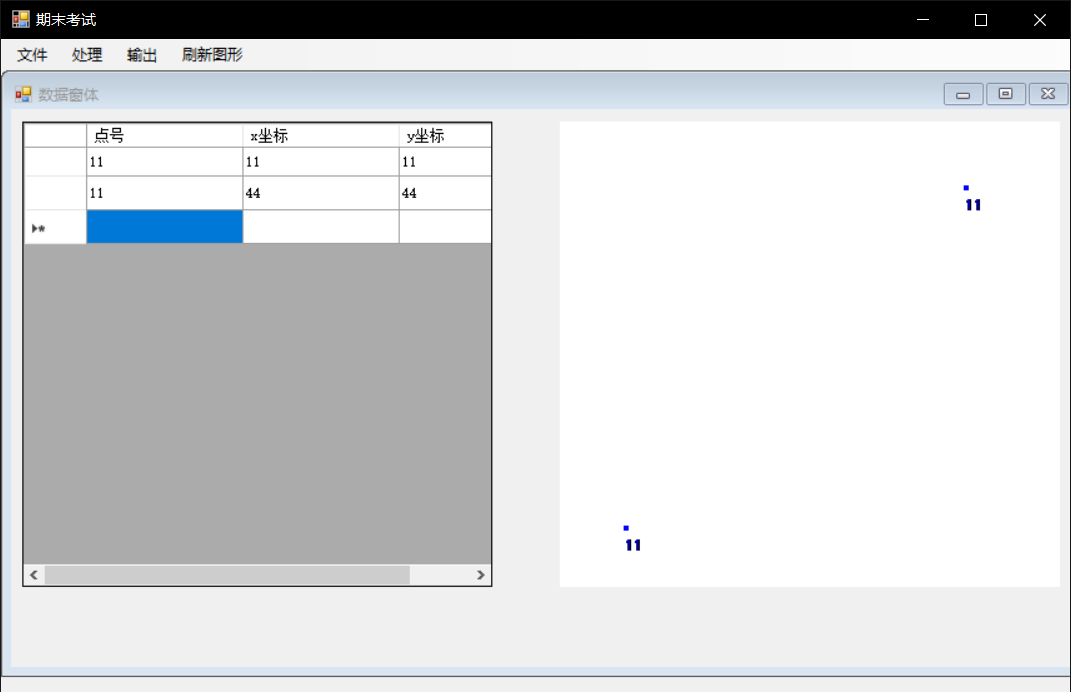 期末考试
文件 处理 输出 刷新图形
数据窗体
点号 x坐标 y坐标
11 11 11
11 44 44
11
11